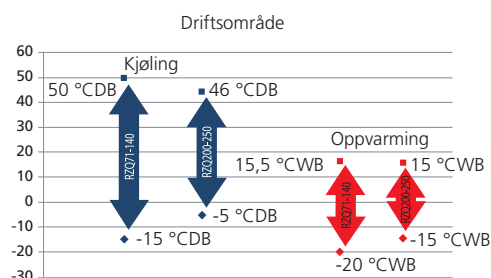 Driftsområde
60
50
40
30
20
10
0
-10
-20
-30
Kjøling
50 °CDB
46 °CDB
RZQ71-140
RZQ200-250
-15 °CDB
-5 °CDB
Oppvarming
15,5 °CWB
15 °CWB
RZQ71-140
RZQ200-250
-15 °CWB
-20 °CWB